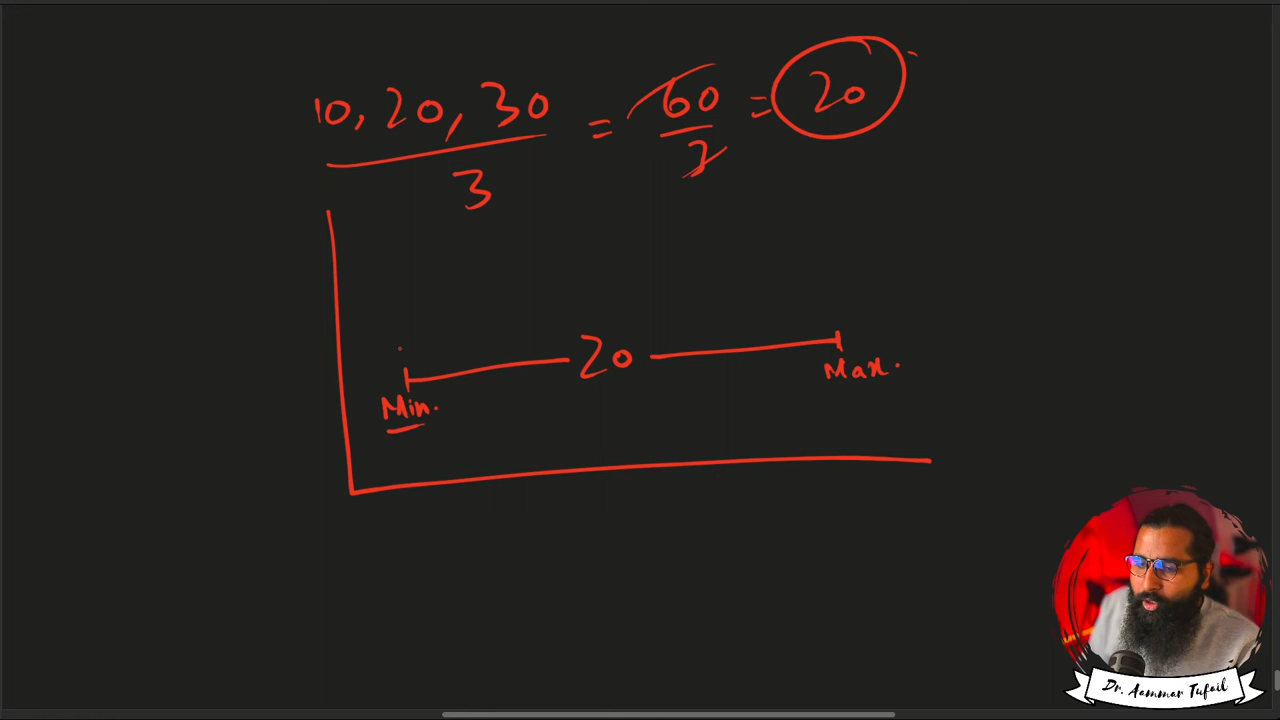 10, 20, 30 = 60 = 20
3 3
20
Max.
Min.
Dr. Aammar Tufail